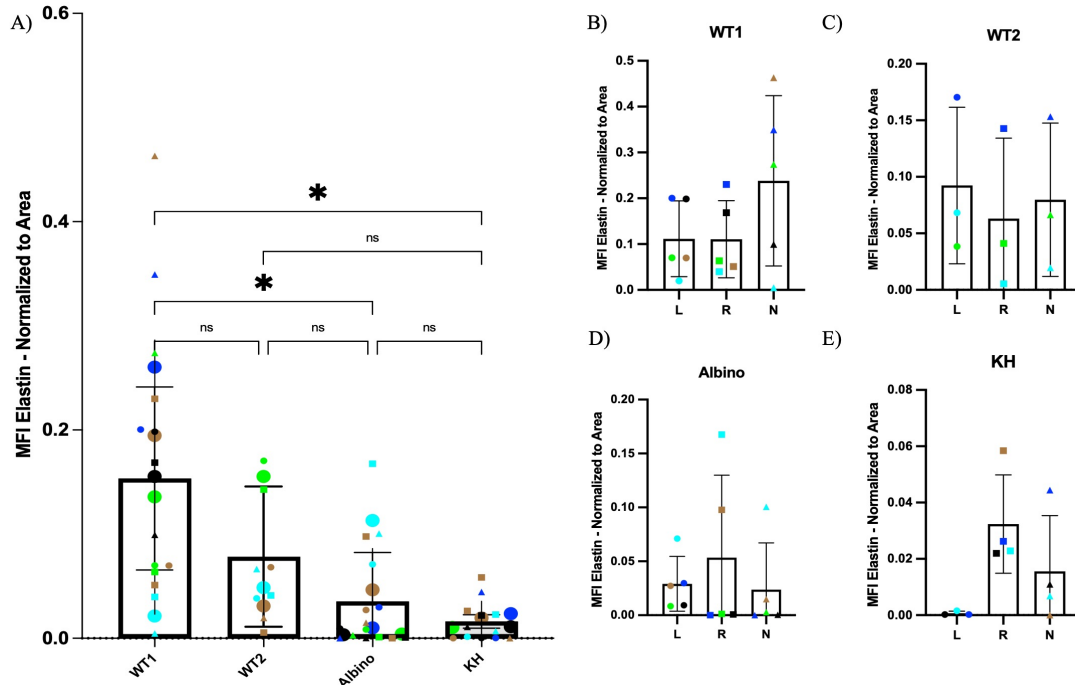 A)
MFI Elastin - Normalized to Area
0.6
0.4
0.2
0.0
*
ns
*
ns
ns
ns
WT1
WT2
Albino
KH
B)
WT1
MFI Elastin - Normalized to Area
0.5
0.4
0.3
0.2
0.1
0.0
L
R
N
C)
WT2
MFI Elastin - Normalized to Area
0.20
0.15
0.10
0.05
0.00
L
R
N
D)
Albino
MFI Elastin - Normalized to Area
0.20
0.15
0.10
0.05
0.00
L
R
N
E)
KH
MFI Elastin - Normalized to Area
0.08
0.06
0.04
0.02
0.00
L
R
N